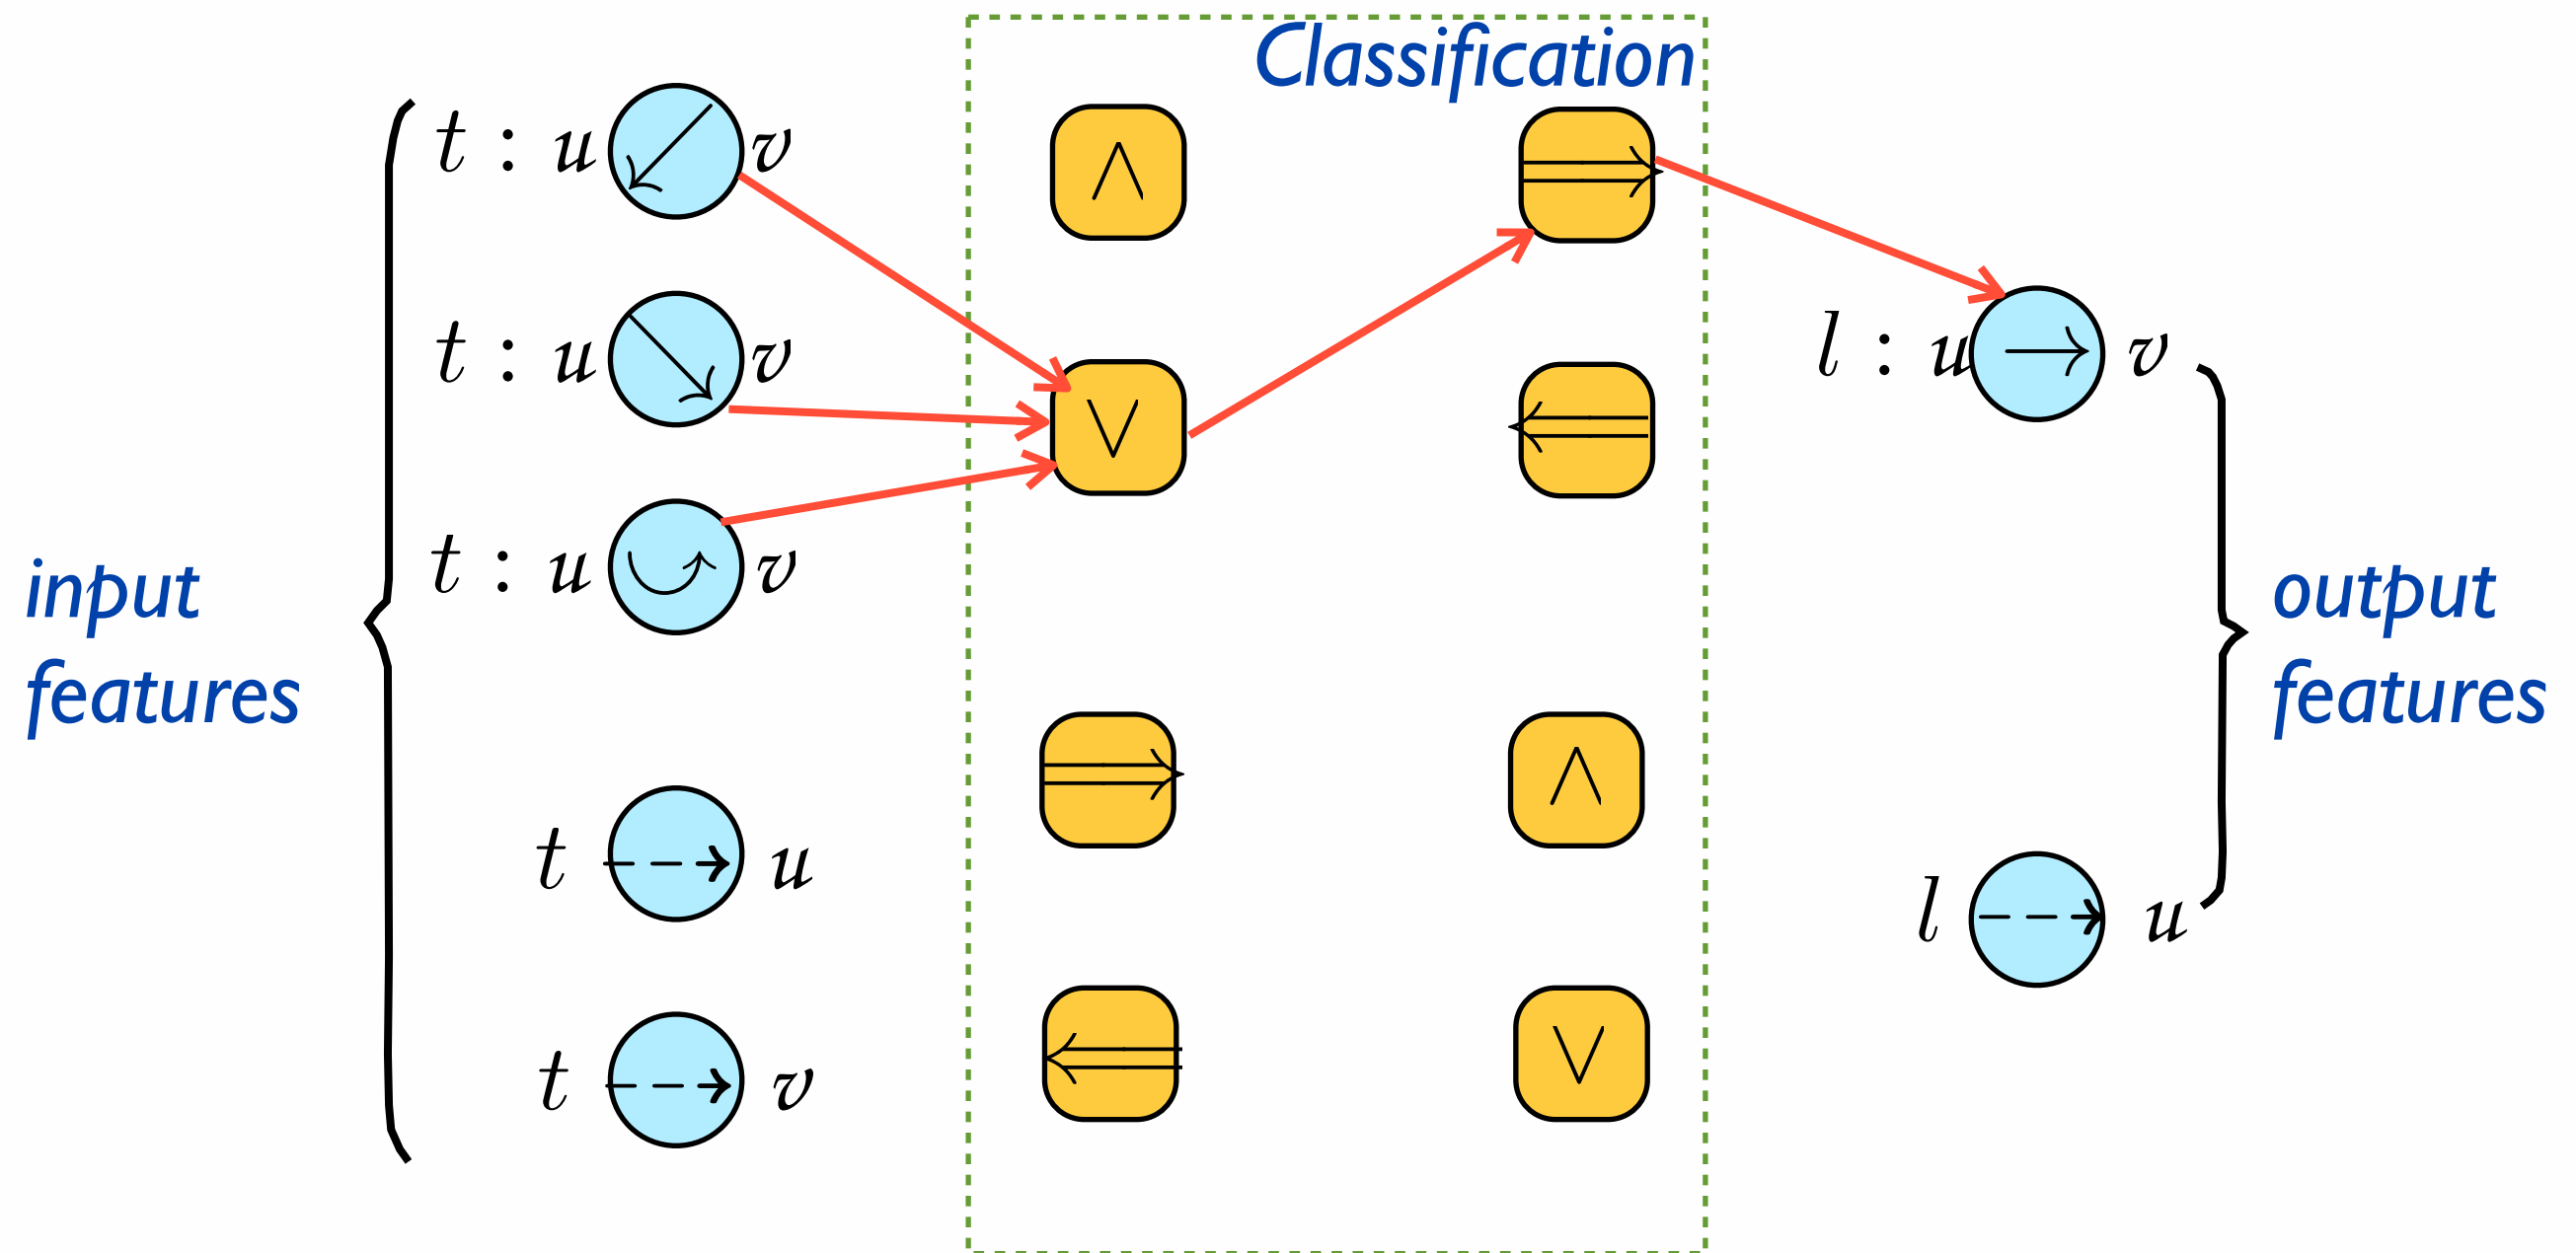 Classification
t : u ↙ v
∧
⟹
t : u ↘ v
l : u → v
∨
⟸
t : u ⤻ v
input
features
output
features
⟹
∧
t ⇢ u
l ⇢ u
⟸
∨
t ⇢ v